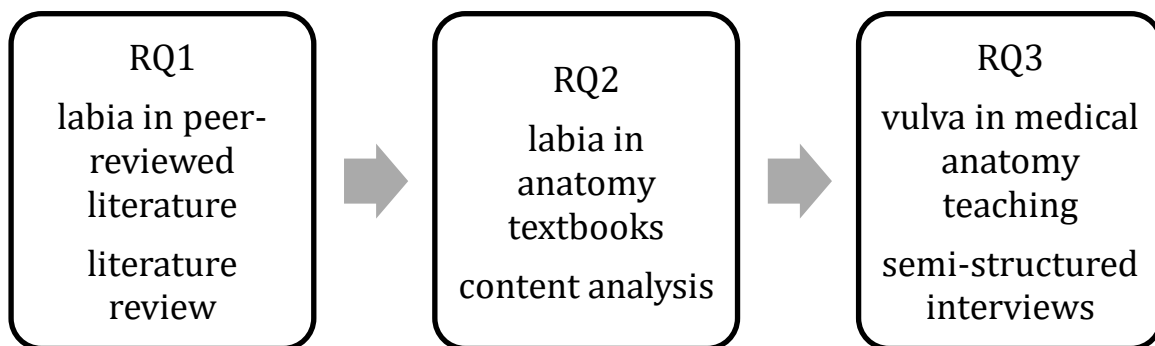 RQ1
labia in peer-
reviewed
literature
literature
review
RQ2
labia in
anatomy
textbooks
content analysis
RQ3
vulva in medical
anatomy
teaching
semi-structured
interviews